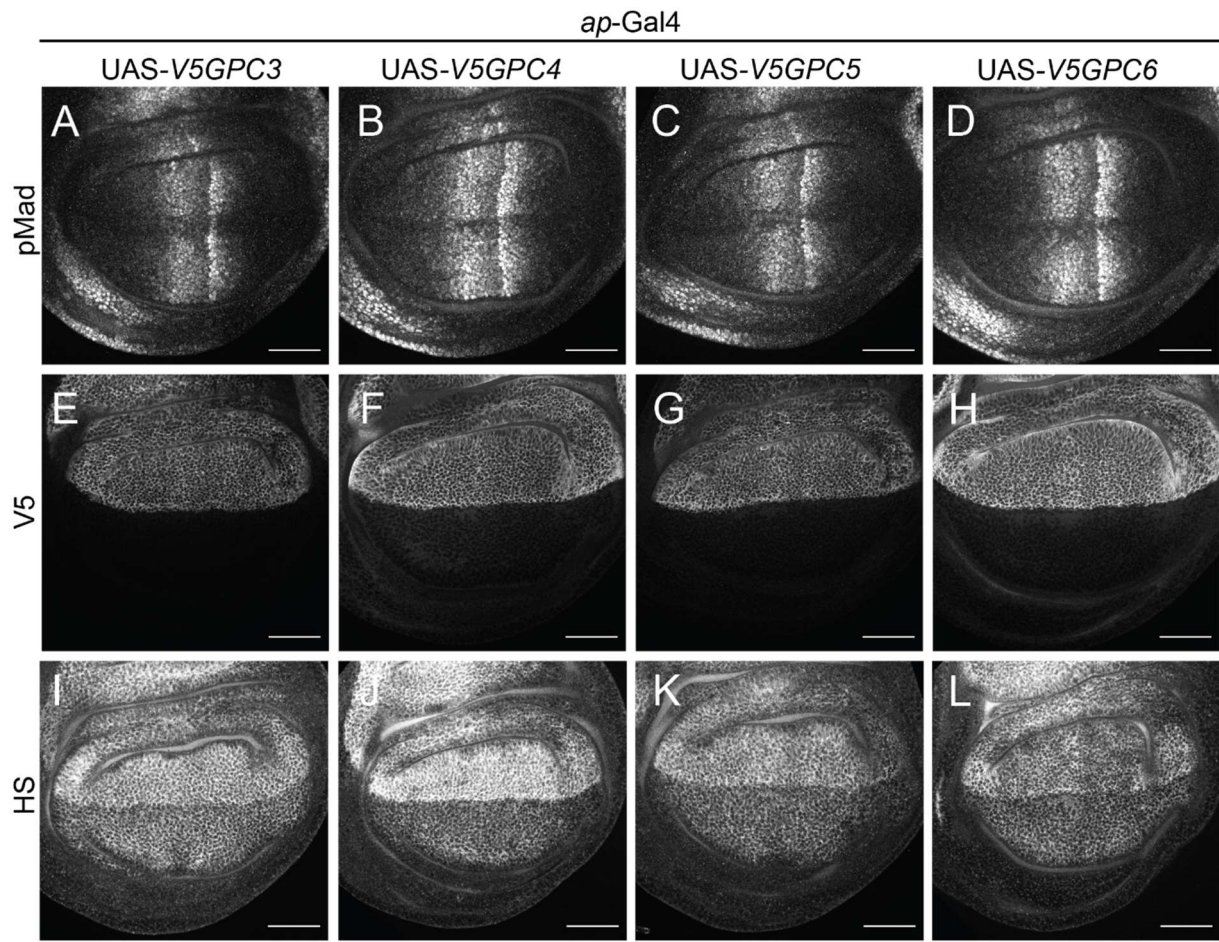 ap-Gal4
UAS-V5GPC3 UAS-V5GPC4 UAS-V5GPC5 UAS-V5GPC6
pMad
A B C D
V5
E F G H
HS
I J K L